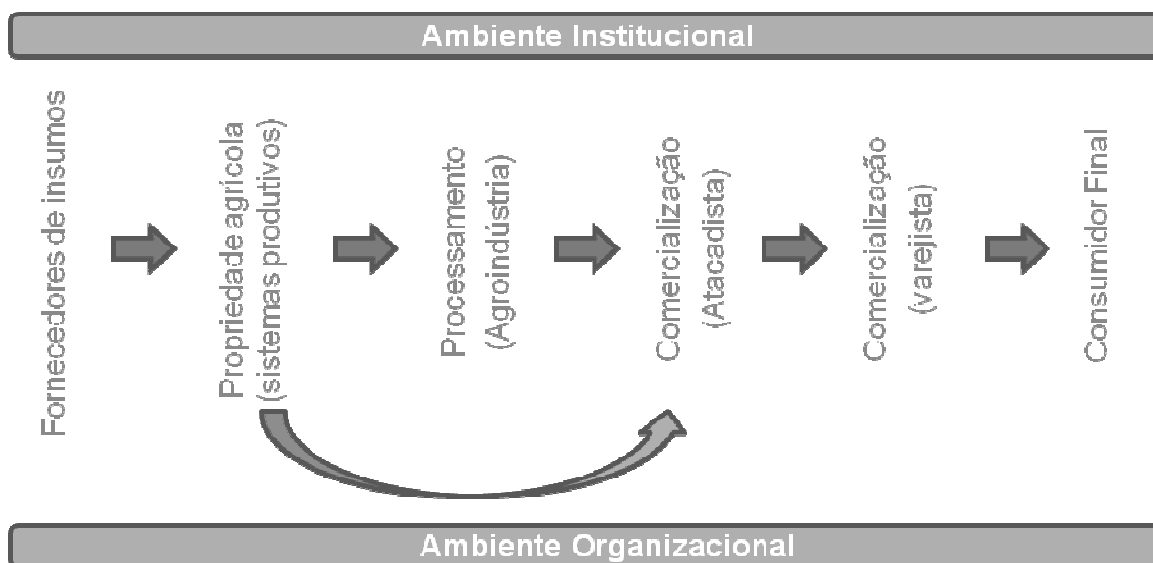 Ambiente Institucional
Fornecedores de insumos
Propriedade agrícola
(sistemas produtivos)
Processamento
(Agroindústria)
Comercialização
(Atacadista)
Comercialização
(varejista)
Consumidor Final
Ambiente Organizacional